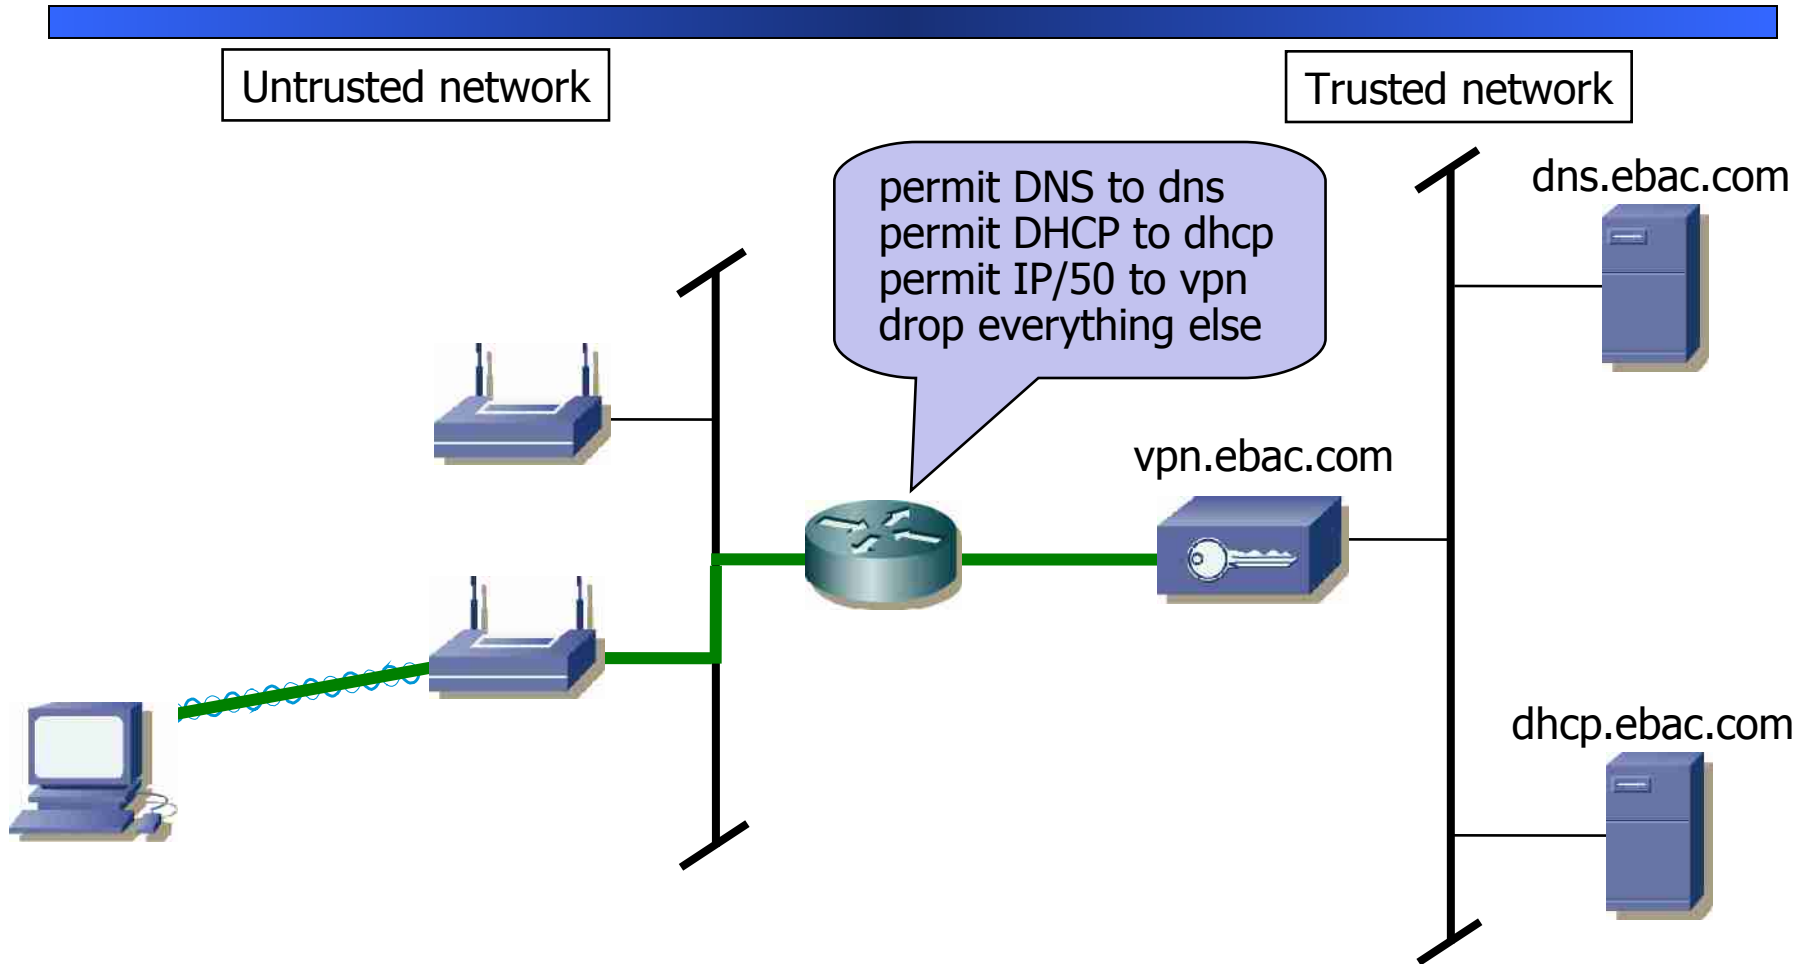 Untrusted network
Trusted network
permit DNS to dns
permit DHCP to dhcp
permit IP/50 to vpn
drop everything else
dns.ebac.com
vpn.ebac.com
dhcp.ebac.com